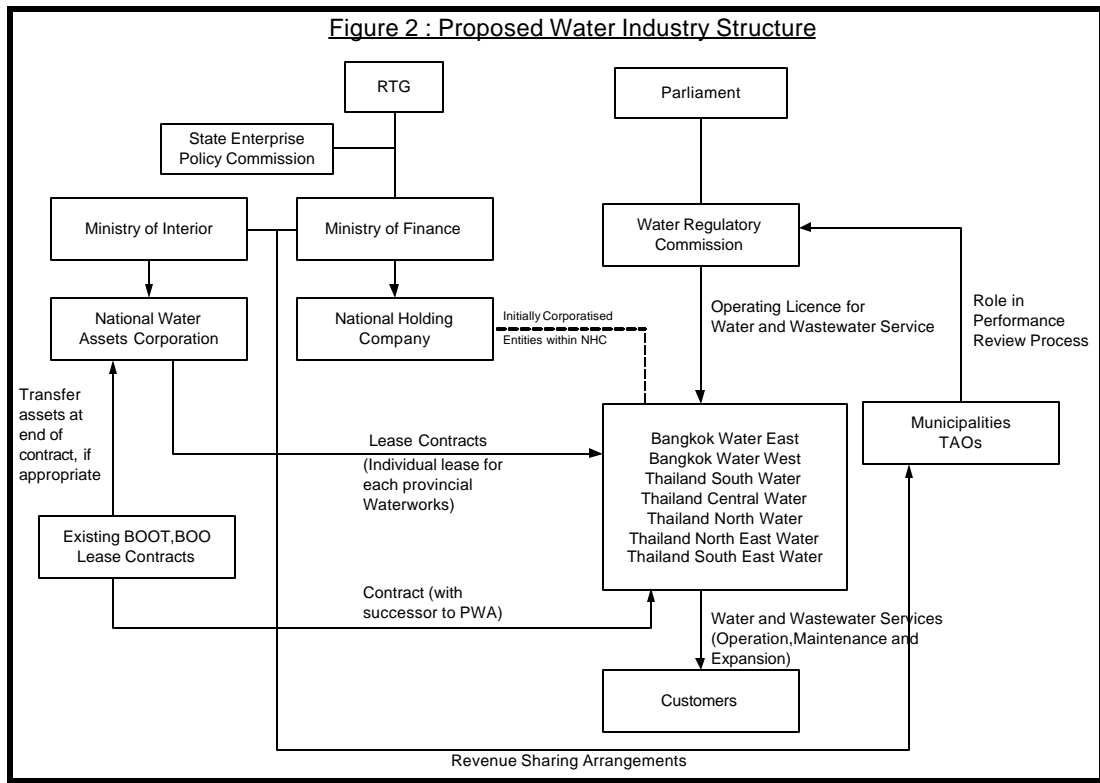 Figure 2 : Proposed Water Industry Structure
RTG
Parliament
State Enterprise
Policy Commission
Ministry of Interior
Ministry of Finance
Water Regulatory
Commission
National Water
Assets Corporation
National Holding
Company
Initially Corporatised
Entities within NHC
Operating Licence for
Water and Wastewater Service
Role in
Performance
Review Process
Transfer
assets at
end of
contract, if
appropriate
Lease Contracts
(Individual lease for
each provincial
Waterworks)
Bangkok Water East
Bangkok Water West
Thailand South Water
Thailand Central Water
Thailand North Water
Thailand North East Water
Thailand South East Water
Municipalities
TAOs
Existing BOOT,BOO
Lease Contracts
Contract (with
successor to PWA)
Water and Wastewater Services
(Operation,Maintenance and
Expansion)
Customers
Revenue Sharing Arrangements